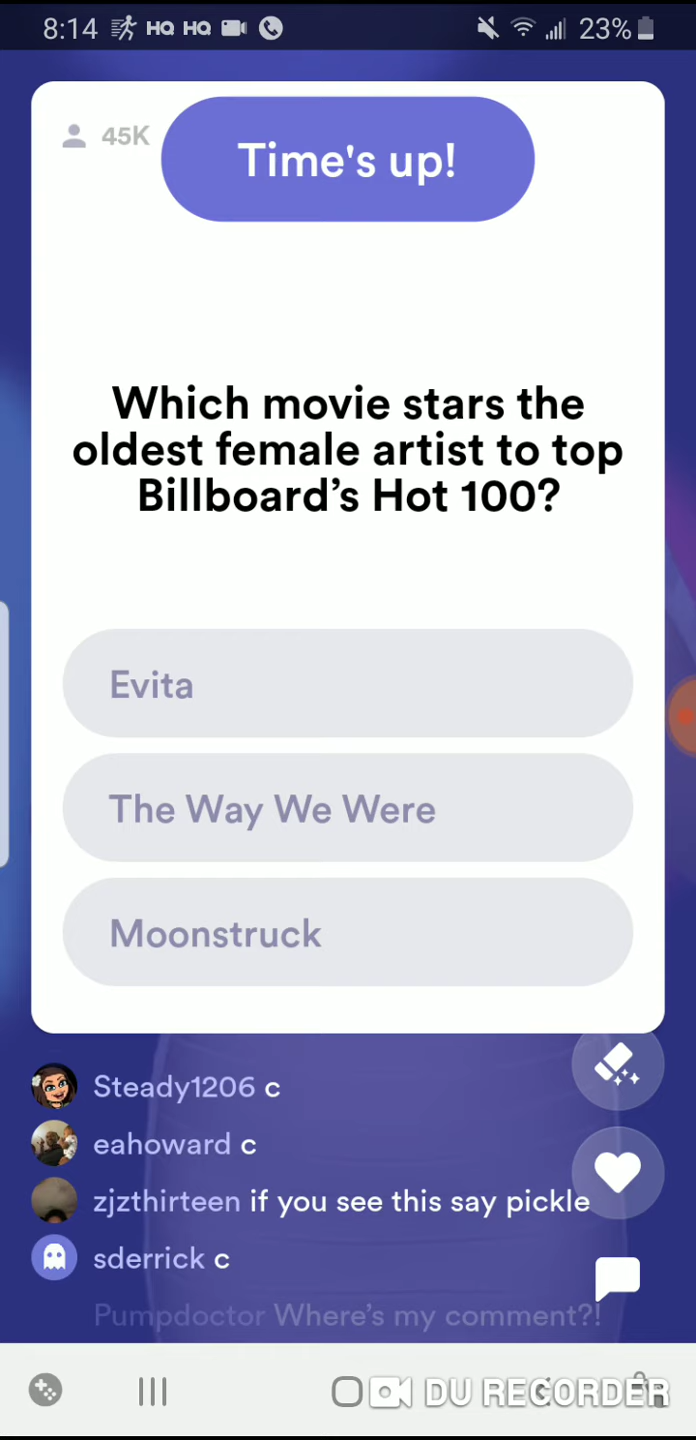 8:14 HQ HQ 23%
45K
Time's up!
Which movie stars the
oldest female artist to top
Billboard’s Hot 100?
Evita
The Way We Were
Moonstruck
Steady1206 c
eahoward c
zjzthirteen if you see this say pickle
sderrick c
Pumpdoctor Where’s my comment?!
DU RECORDER